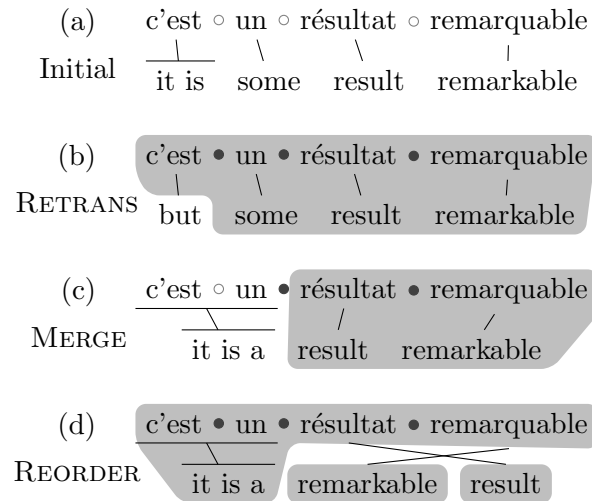 (a) c'est ○ un ○ résultat ○ remarquable
Initial it is some result remarkable
(b) c'est ● un ● résultat ● remarquable
RETRANS but some result remarkable
(c) c'est ○ un ● résultat ● remarquable
MERGE it is a result remarkable
(d) c'est ● un ● résultat ● remarquable
REORDER it is a remarkable result